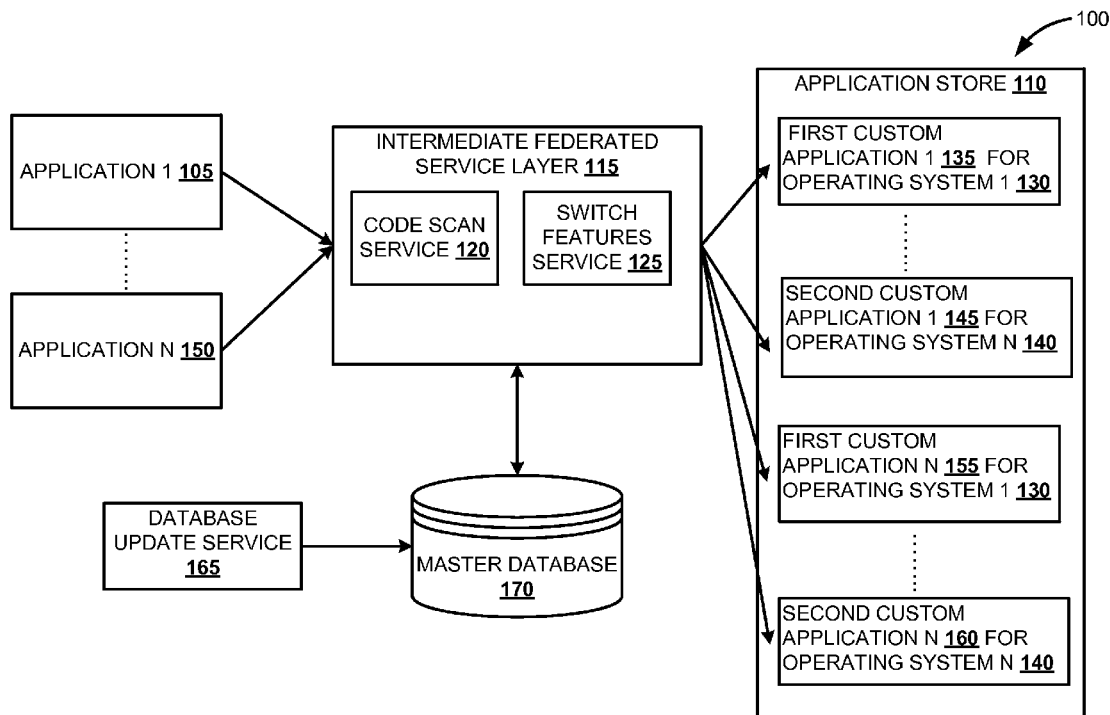 100
APPLICATION 1 105
APPLICATION N 150
INTERMEDIATE FEDERATED
SERVICE LAYER 115
CODE SCAN
SERVICE 120
SWITCH
FEATURES
SERVICE 125
DATABASE
UPDATE SERVICE
165
MASTER DATABASE
170
APPLICATION STORE 110
FIRST CUSTOM
APPLICATION 1 135 FOR
OPERATING SYSTEM 1 130
SECOND CUSTOM
APPLICATION 1 145 FOR
OPERATING SYSTEM N 140
FIRST CUSTOM
APPLICATION N 155 FOR
OPERATING SYSTEM 1 130
SECOND CUSTOM
APPLICATION N 160 FOR
OPERATING SYSTEM N 140